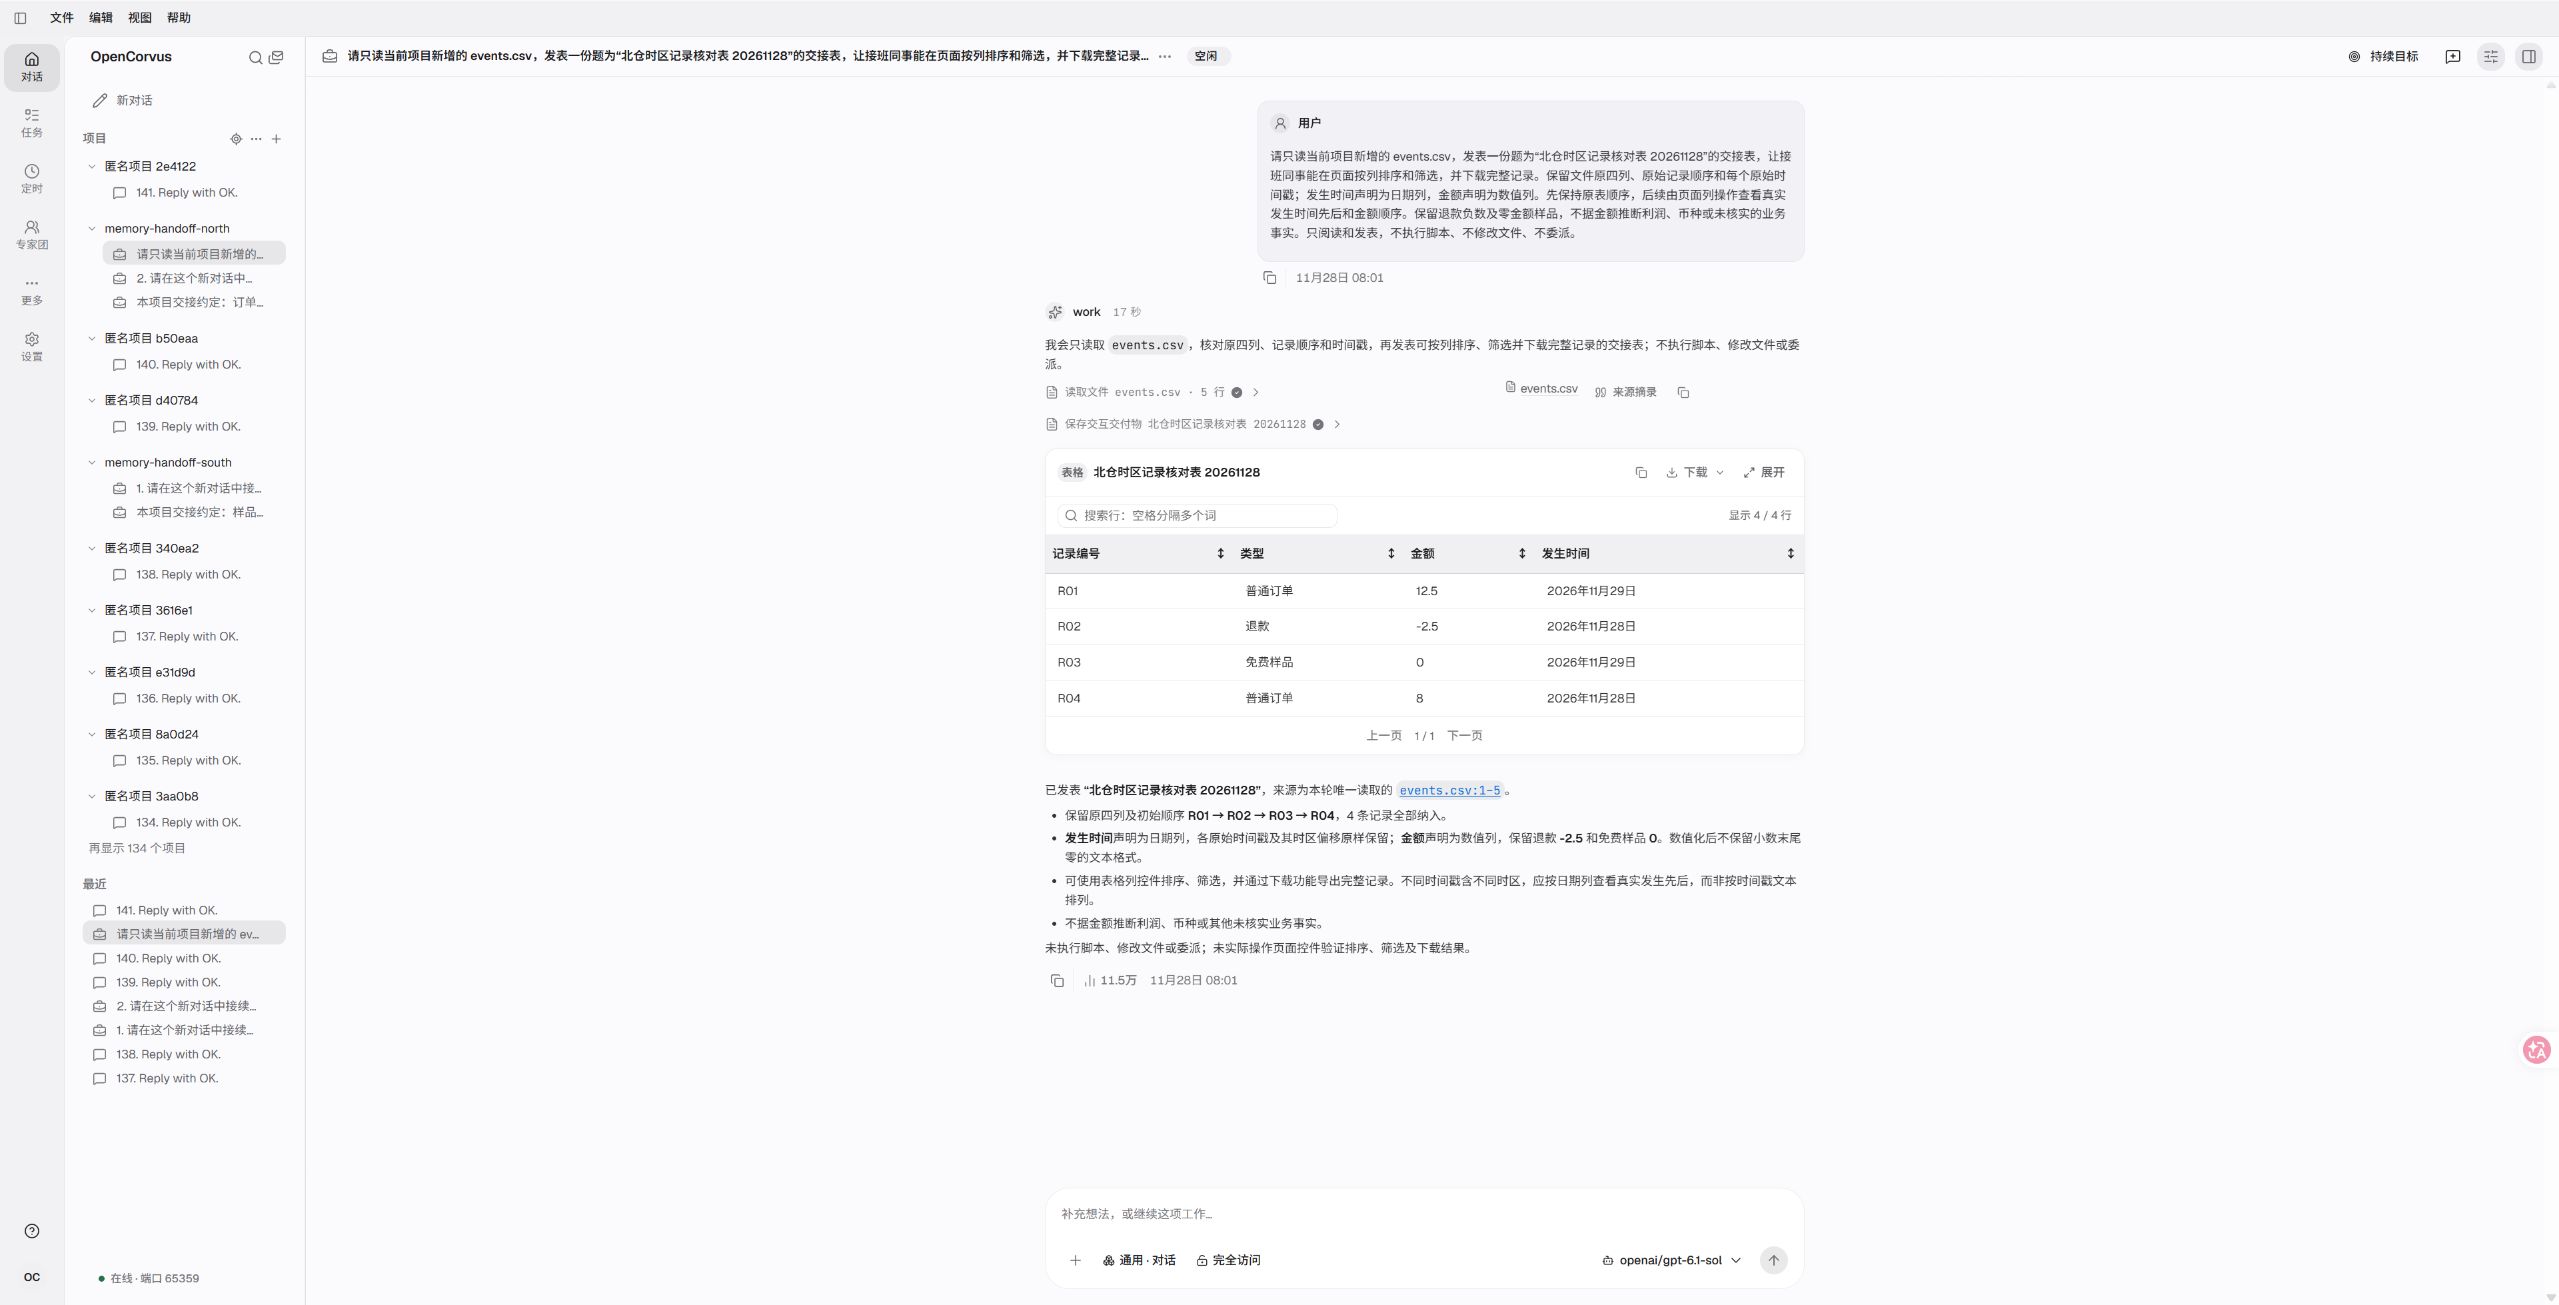 文件 编辑 视图 帮助
对话
任务
定时
专家团
更多
设置
OC
OpenCorvus
新对话
项目
匿名项目 2e4122
141. Reply with OK.
memory-handoff-north
请只读当前项目新增的...
2. 请在这个新对话中...
本项目交接约定：订单...
匿名项目 b50eaa
140. Reply with OK.
匿名项目 d40784
139. Reply with OK.
memory-handoff-south
1. 请在这个新对话中接...
本项目交接约定：样品...
匿名项目 340ea2
138. Reply with OK.
匿名项目 3616e1
137. Reply with OK.
匿名项目 e31d9d
136. Reply with OK.
匿名项目 8a0d24
135. Reply with OK.
匿名项目 3aa0b8
134. Reply with OK.
再显示 134 个项目
最近
141. Reply with OK.
请只读当前项目新增的 ev...
140. Reply with OK.
139. Reply with OK.
2. 请在这个新对话中接续...
1. 请在这个新对话中接续...
138. Reply with OK.
137. Reply with OK.
在线 · 端口 65359
请只读当前项目新增的 events.csv，发表一份题为“北仓时区记录核对表 20261128”的交接表，让接班同事能在页面按列排序和筛选，并下载完整记录... 空闲 持续目标
用户
请只读当前项目新增的 events.csv，发表一份题为“北仓时区记录核对表 20261128”的交接表，让接
班同事能在页面按列排序和筛选，并下载完整记录。保留文件原四列、原始记录顺序和每个原始时
间戳；发生时间声明为日期列，金额声明为数值列。先保持原表顺序，后续由页面列操作查看真实
发生时间先后和金额顺序。保留退款负数及零金额样品，不据金额推断利润、币种或未核实的业务
事实。只阅读和发表，不执行脚本、不修改文件、不委派。
11月28日 08:01
work 17 秒
我会只读取 events.csv，核对原四列、记录顺序和时间戳，再发表可按列排序、筛选并下载完整记录的交接表；不执行脚本、修改文件或委
派。
读取文件 events.csv · 5 行 events.csv 来源摘录
保存交互交付物 北仓时区记录核对表 20261128
表格 北仓时区记录核对表 20261128 下载 展开
搜索行：空格分隔多个词 显示 4 / 4 行
记录编号 类型 金额 发生时间
R01 普通订单 12.5 2026年11月29日
R02 退款 -2.5 2026年11月28日
R03 免费样品 0 2026年11月29日
R04 普通订单 8 2026年11月28日
上一页 1 / 1 下一页
已发表 “北仓时区记录核对表 20261128”，来源为本轮唯一读取的 events.csv:1-5 。
• 保留原四列及初始顺序 R01 → R02 → R03 → R04，4 条记录全部纳入。
• 发生时间声明为日期列，各原始时间戳及其时区偏移原样保留；金额声明为数值列，保留退款 -2.5 和免费样品 0。数值化后不保留小数末尾
零的文本格式。
• 可使用表格列控件排序、筛选，并通过下载功能导出完整记录。不同时间戳含不同时区，应按日期列查看真实发生先后，而非按时间戳文本
排列。
• 不据金额推断利润、币种或其他未核实业务事实。
未执行脚本、修改文件或委派；未实际操作页面控件验证排序、筛选及下载结果。
11.5万 11月28日 08:01
补充想法，或继续这项工作...
通用 · 对话 完全访问 openai/gpt-6.1-sol